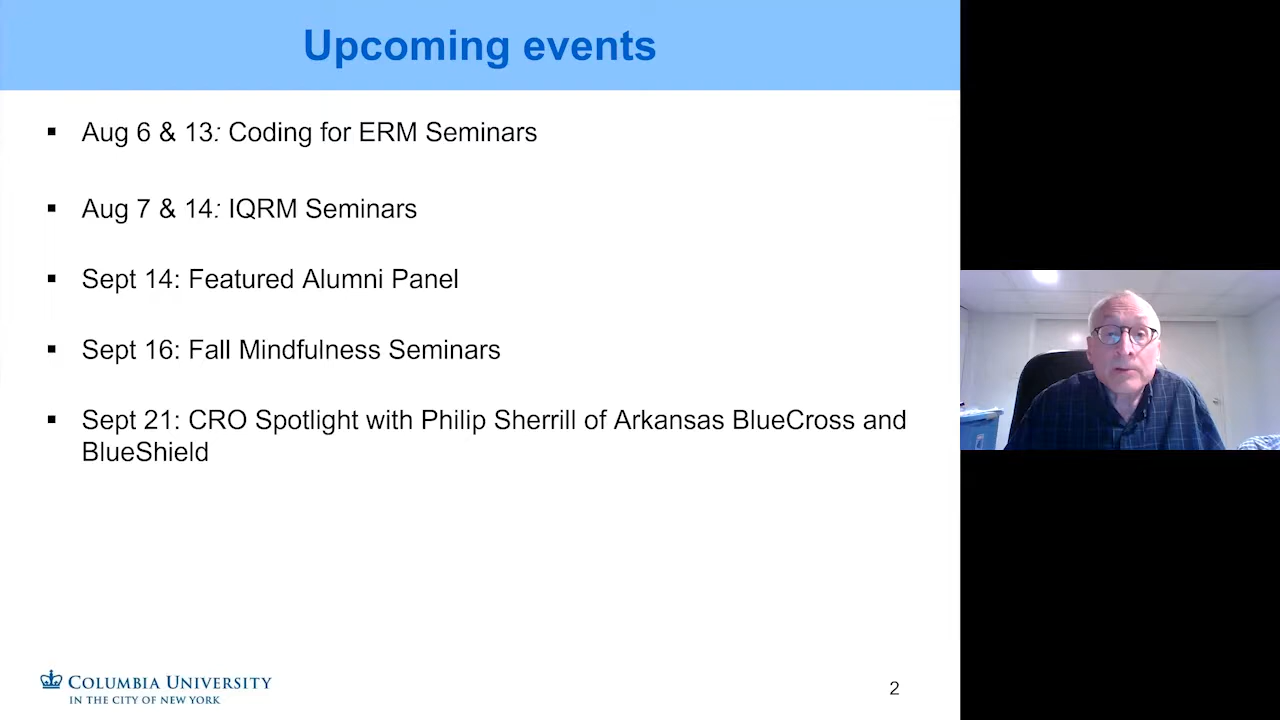 Upcoming events
▪ Aug 6 & 13: Coding for ERM Seminars
▪ Aug 7 & 14: IQRM Seminars
▪ Sept 14: Featured Alumni Panel
▪ Sept 16: Fall Mindfulness Seminars
▪ Sept 21: CRO Spotlight with Philip Sherrill of Arkansas BlueCross and
BlueShield
COLUMBIA UNIVERSITY
IN THE CITY OF NEW YORK
2